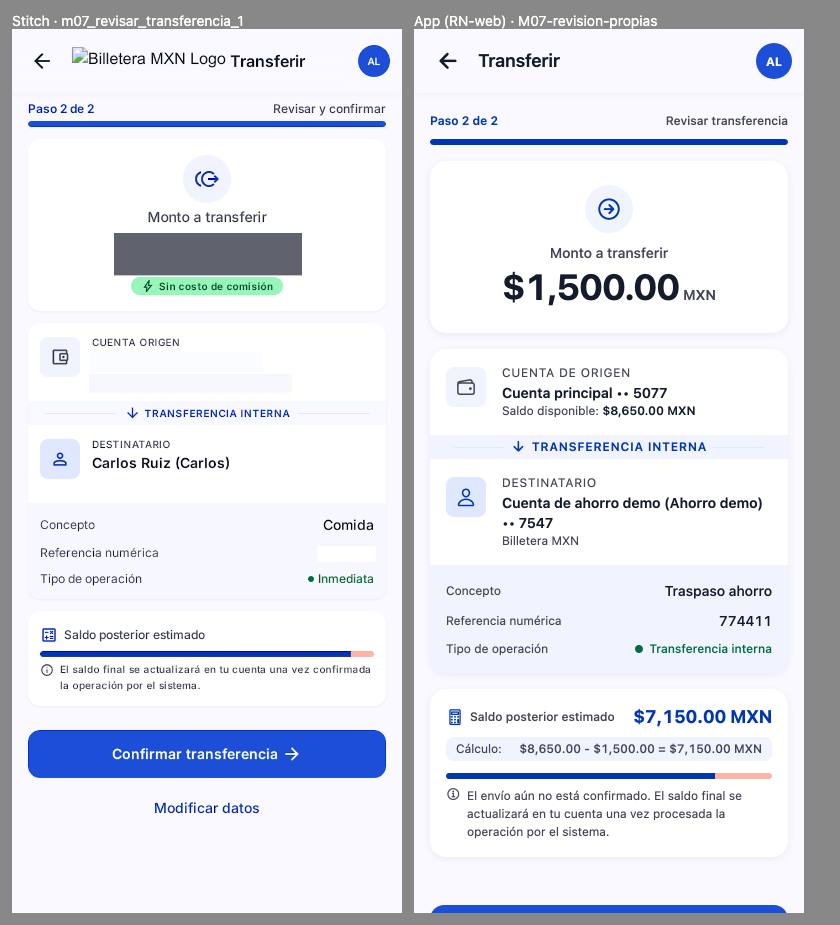 Stitch · m07_revisar_transferencia_1
Billetera MXN Logo Transferir
AL
Paso 2 de 2
Revisar y confirmar
Monto a transferir
Sin costo de comisión
CUENTA ORIGEN
TRANSFERENCIA INTERNA
DESTINATARIO
Carlos Ruiz (Carlos)
Concepto
Comida
Referencia numérica
Tipo de operación
Inmediata
Saldo posterior estimado
El saldo final se actualizará en tu cuenta una vez confirmada
la operación por el sistema.
Confirmar transferencia
Modificar datos
App (RN-web) · M07-revision-propias
Transferir
AL
Paso 2 de 2
Revisar transferencia
Monto a transferir
$1,500.00 MXN
CUENTA DE ORIGEN
Cuenta principal •• 5077
Saldo disponible: $8,650.00 MXN
TRANSFERENCIA INTERNA
DESTINATARIO
Cuenta de ahorro demo (Ahorro demo)
•• 7547
Billetera MXN
Concepto
Traspaso ahorro
Referencia numérica
774411
Tipo de operación
Transferencia interna
Saldo posterior estimado
$7,150.00 MXN
Cálculo:
$8,650.00 - $1,500.00 = $7,150.00 MXN
El envío aún no está confirmado. El saldo final se
actualizará en tu cuenta una vez procesada la
operación por el sistema.